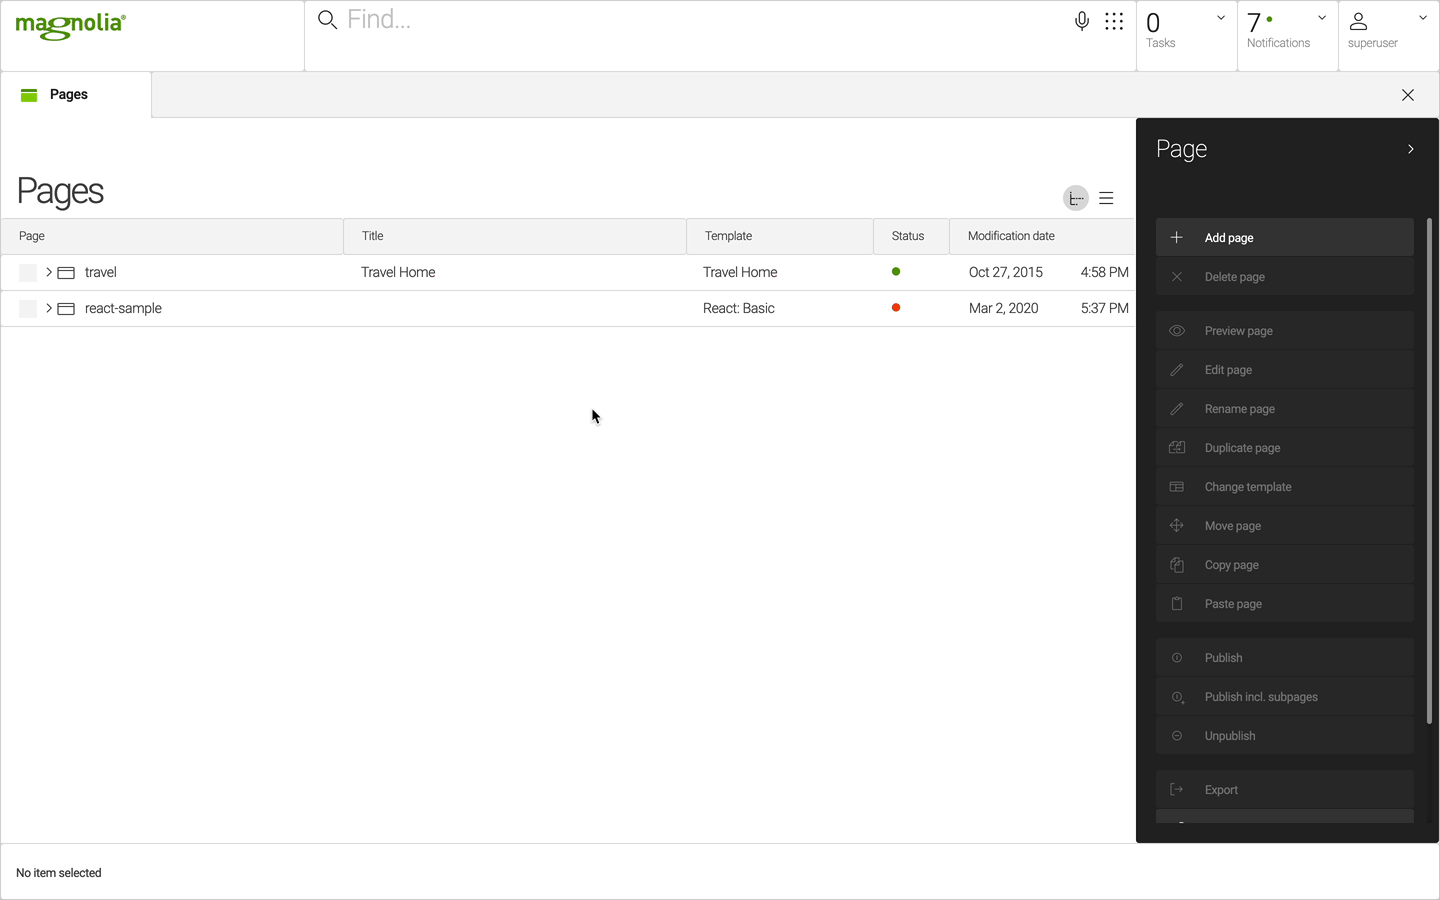 magnolia®
Find...
0
Tasks
7
Notifications
superuser
Pages
Page
Pages
Page
Title
Template
Status
Modification date
travel
Travel Home
Travel Home
Oct 27, 2015
4:58 PM
react-sample
React: Basic
Mar 2, 2020
5:37 PM
Add page
Delete page
Preview page
Edit page
Rename page
Duplicate page
Change template
Move page
Copy page
Paste page
Publish
Publish incl. subpages
Unpublish
Export
No item selected